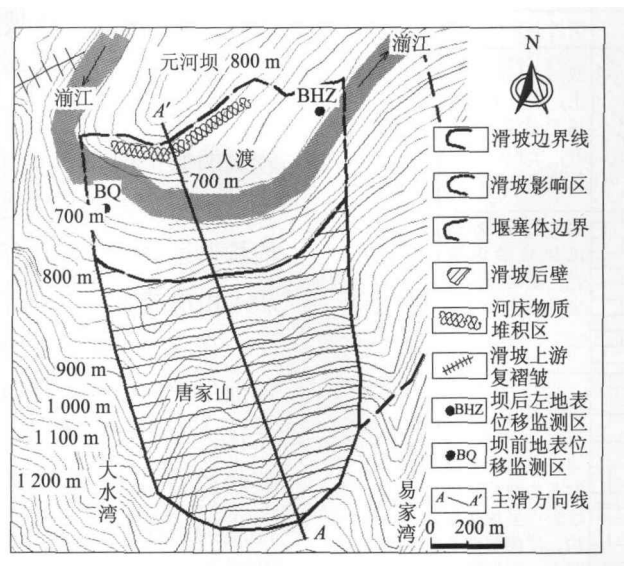 元河坝 800 m
湔江
湔江
A′
BHZ
人渡
700 m
BQ
700 m
800 m
900 m
1 000 m
1 100 m
1 200 m
唐家山
大水湾
易家湾
A
N
滑坡边界线
滑坡影响区
堰塞体边界
滑坡后壁
河床物质
堆积区
滑坡上游
复褶皱
BHZ
坝后左地表
位移监测区
BQ
坝前地表位
移监测区
A A′
主滑方向线
0 200 m